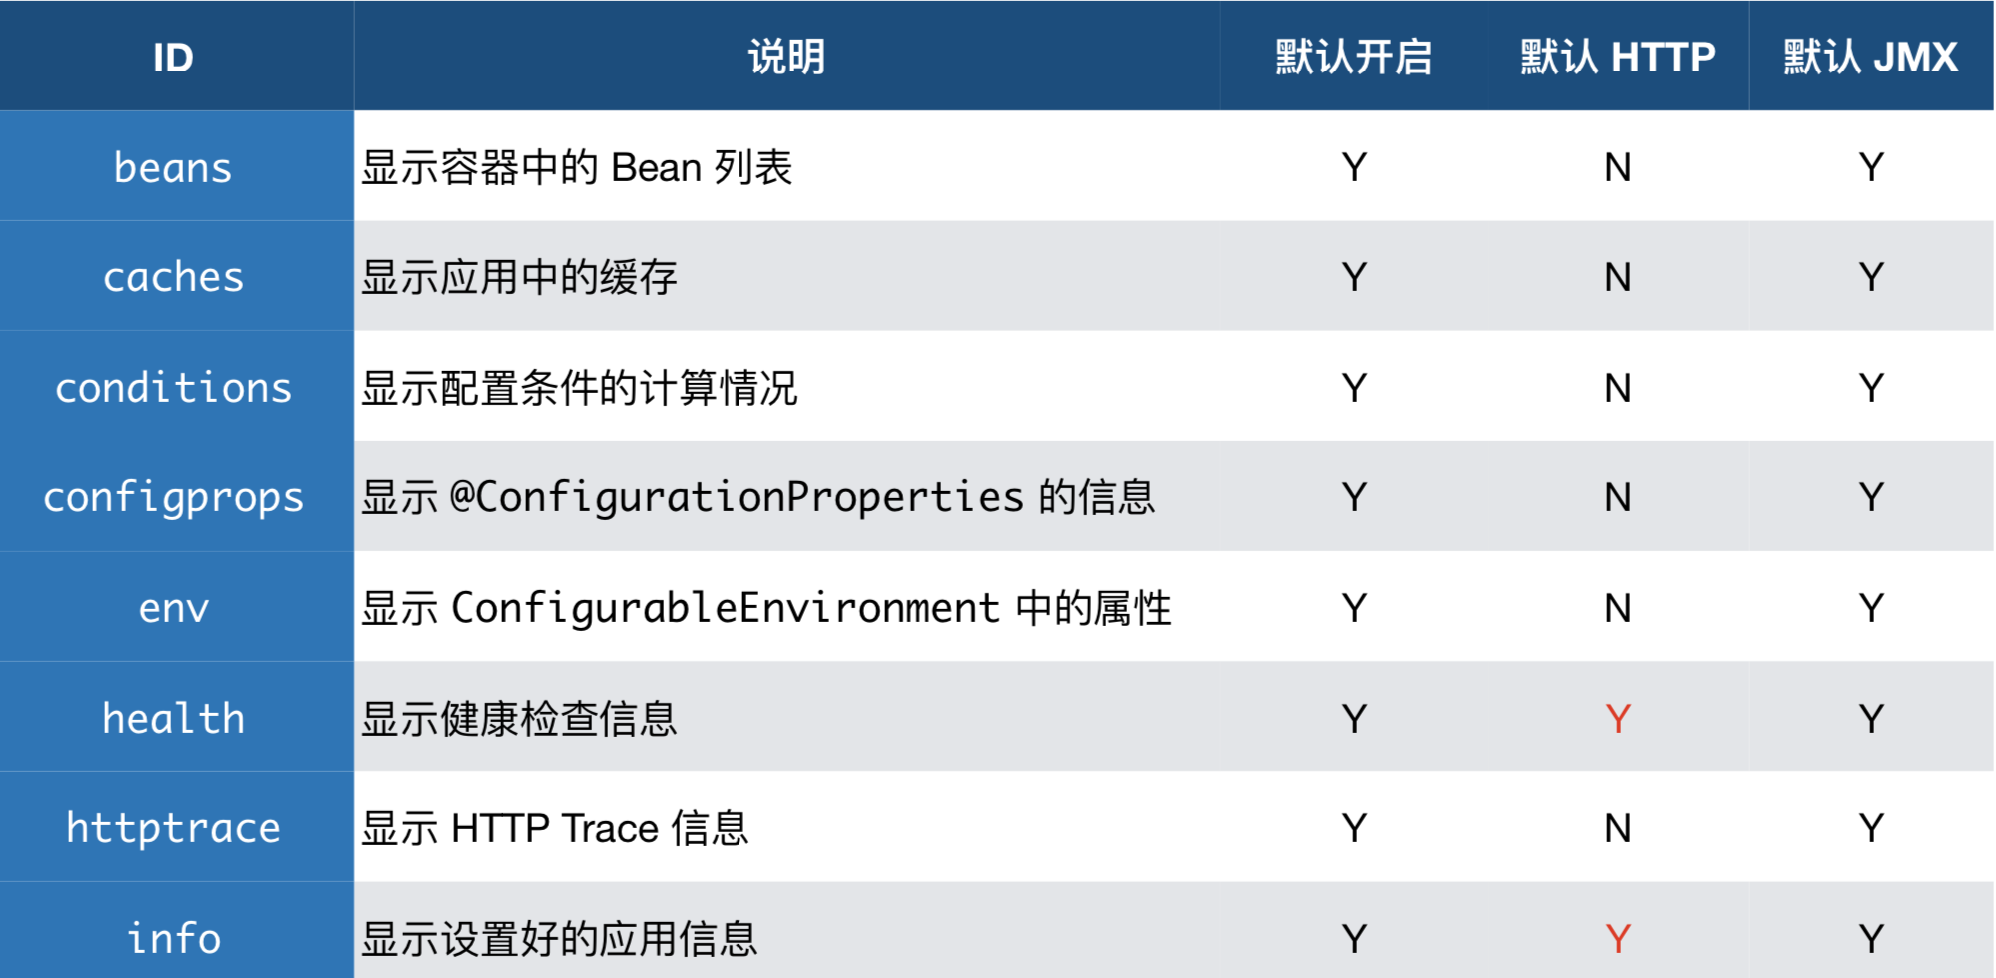 ID 说明 默认开启 默认 HTTP 默认 JMX
beans 显示容器中的 Bean 列表 Y N Y
caches 显示应用中的缓存 Y N Y
conditions 显示配置条件的计算情况 Y N Y
configprops 显示 @ConfigurationProperties 的信息 Y N Y
env 显示 ConfigurableEnvironment 中的属性 Y N Y
health 显示健康检查信息 Y Y Y
httptrace 显示 HTTP Trace 信息 Y N Y
info 显示设置好的应用信息 Y Y Y